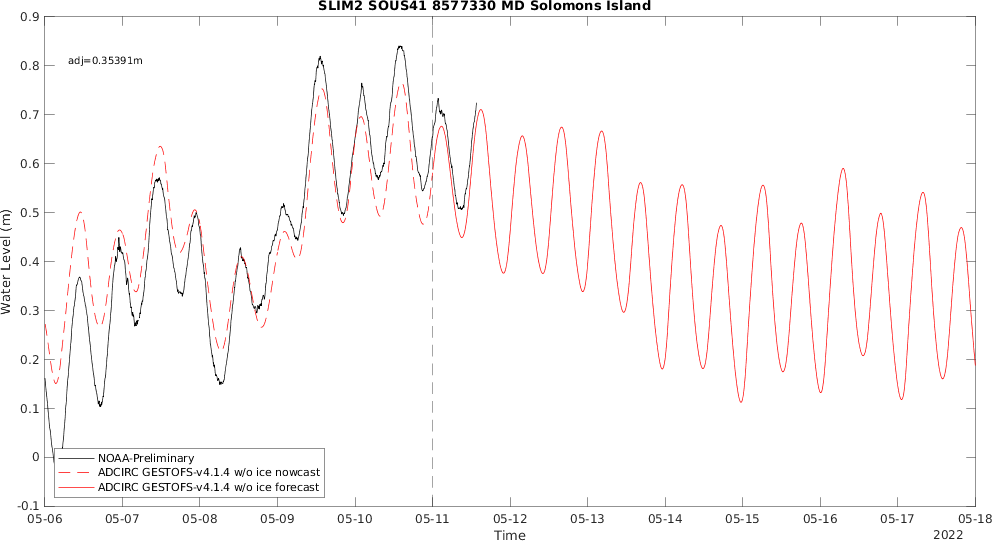 SLIM2 SOUS41 8577330 MD Solomons Island
0.9
0.8
0.7
0.6
0.5
0.4
0.3
0.2
0.1
0
-0.1
Water Level (m)
adj=0.35391m
NOAA-Preliminary
ADCIRC GESTOFS-v4.1.4 w/o ice nowcast
ADCIRC GESTOFS-v4.1.4 w/o ice forecast
05-06 05-07 05-08 05-09 05-10 05-11 05-12 05-13 05-14 05-15 05-16 05-17 05-18
Time
2022